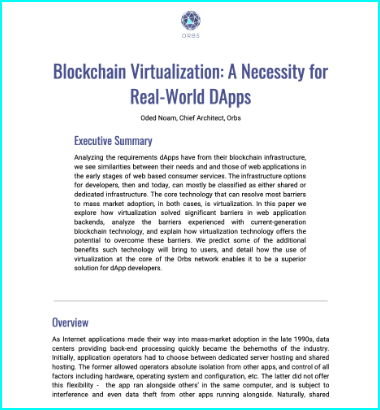 ORBS
Blockchain Virtualization: A Necessity for
Real-World DApps
Oded Noam, Chief Architect, Orbs
Executive Summary
Analyzing the requirements dApps have from their blockchain infrastructure,
we see similarities between their needs and and those of web applications in
the early stages of web based consumer services. The infrastructure options
for developers, then and today, can mostly be classified as either shared or
dedicated infrastructure. The core technology that can resolve most barriers
to mass market adoption, in both cases, is virtualization. In this paper we
explore how virtualization solved significant barriers in web application
backends, analyze the barriers experienced with current-generation
blockchain technology, and explain how virtualization technology offers the
potential to overcome these barriers. We predict some of the additional
benefits such technology will bring to users, and detail how the use of
virtualization at the core of the Orbs network enables it to be a superior
solution for dApp developers.
Overview
As Internet applications made their way into mass-market adoption in the late 1990s, data
centers providing back-end processing quickly became the behemoths of the industry.
Initially, application operators had to choose between dedicated server hosting and shared
hosting. The former allowed operators absolute isolation from other apps, and control of all
factors including hardware, operating system and configuration, etc. The latter did not offer
this flexibility - the app ran alongside others' in the same computer, and is subject to
interference and even data theft from other apps running alongside. Naturally, shared